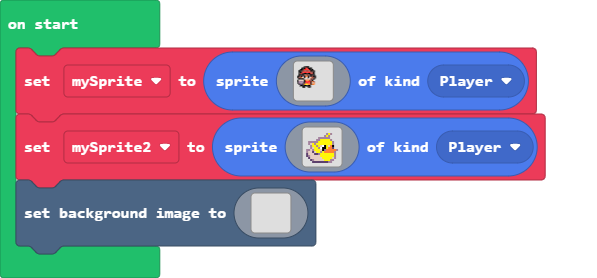 on start
set mySprite to sprite of kind Player
set mySprite2 to sprite of kind Player
set background image to